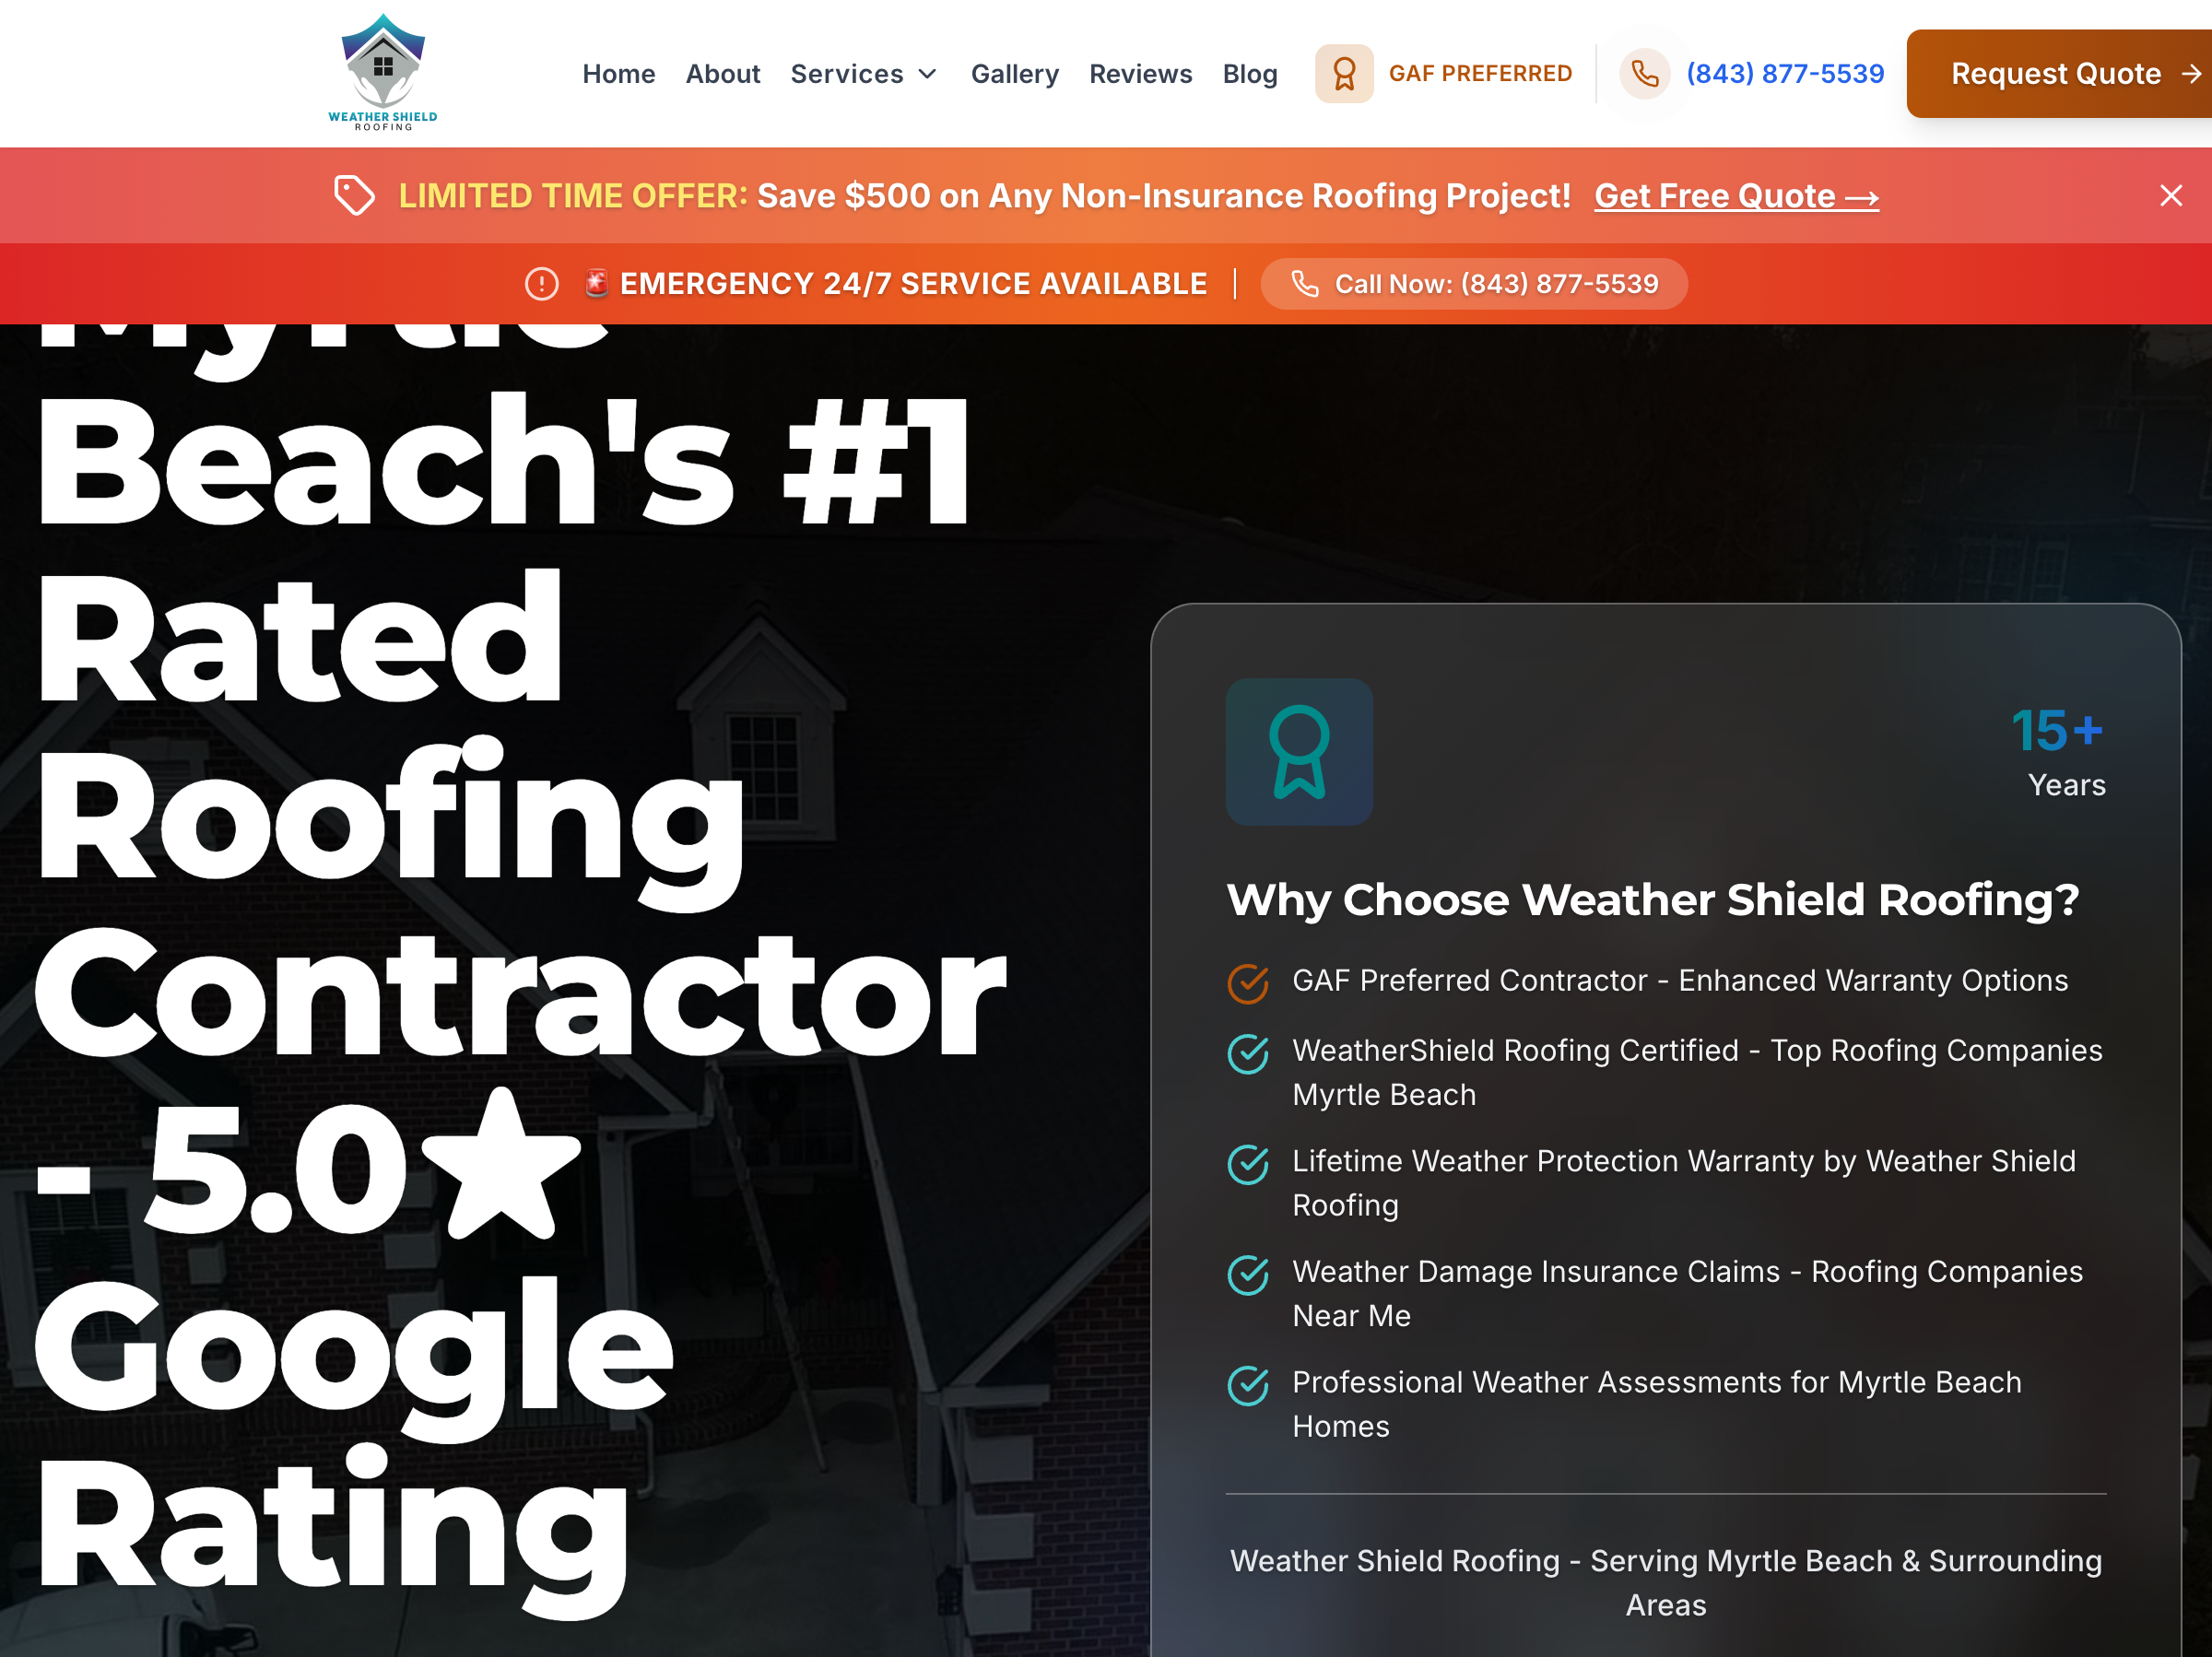 WEATHER SHIELD
ROOFING
Home About Services Gallery Reviews Blog GAF PREFERRED (843) 877-5539 Request Quote →
LIMITED TIME OFFER: Save $500 on Any Non-Insurance Roofing Project! Get Free Quote →
🚨 EMERGENCY 24/7 SERVICE AVAILABLE | Call Now: (843) 877-5539
Myrtle
Beach's #1
Rated
Roofing
Contractor
- 5.0★
Google
Rating
15+
Years
Why Choose Weather Shield Roofing?
GAF Preferred Contractor - Enhanced Warranty Options
WeatherShield Roofing Certified - Top Roofing Companies
Myrtle Beach
Lifetime Weather Protection Warranty by Weather Shield
Roofing
Weather Damage Insurance Claims - Roofing Companies
Near Me
Professional Weather Assessments for Myrtle Beach
Homes
Weather Shield Roofing - Serving Myrtle Beach & Surrounding
Areas